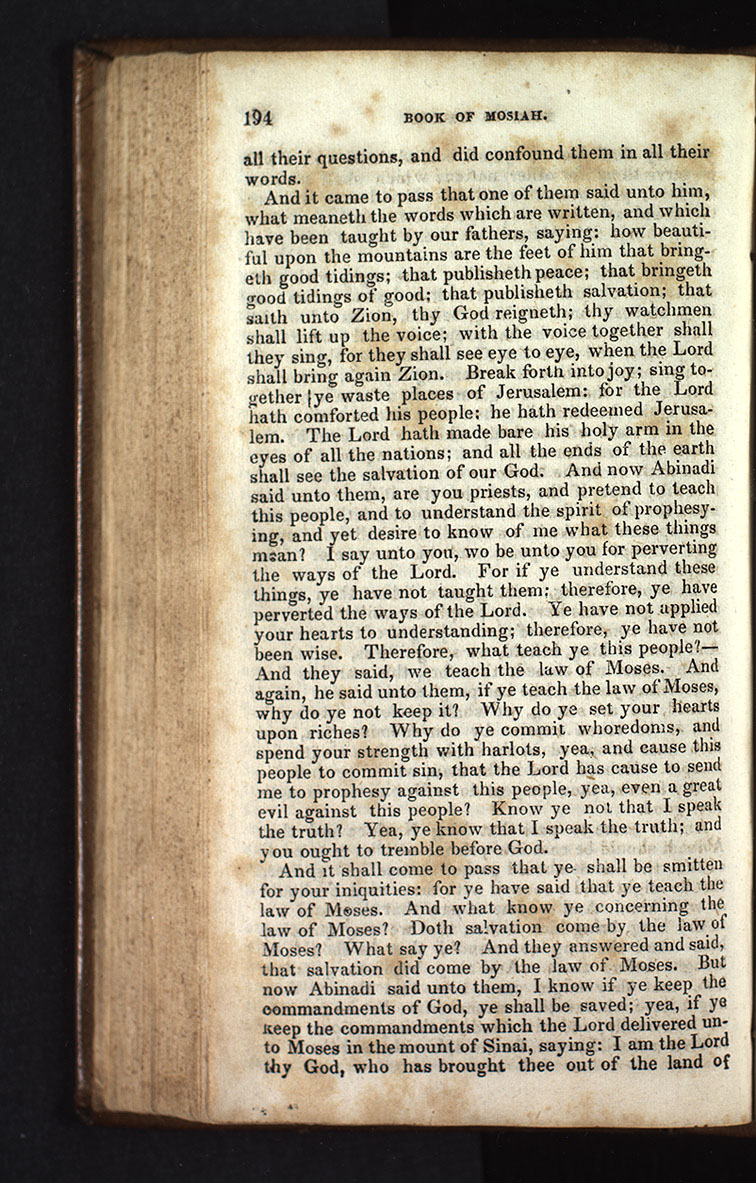 194 BOOK OF MOSIAH.
all their questions, and did confound them in all their
words.
And it came to pass that one of them said unto him,
what meaneth the words which are written, and which
have been taught by our fathers, saying: how beauti-
ful upon the mountains are the feet of him that bring-
eth good tidings; that publisheth peace; that bringeth
good tidings of good; that publisheth salvation; that
saith unto Zion, thy God reigneth; thy watchmen
shall lift up the voice; with the voice together shall
they sing, for they shall see eye to eye, when the Lord
shall bring again Zion. Break forth into joy; sing to-
gether ye waste places of Jerusalem: for the Lord
hath comforted his people: he hath redeemed Jerusa-
lem. The Lord hath made bare his holy arm in the
eyes of all the nations; and all the ends of the earth
shall see the salvation of our God. And now Abinadi
said unto them, are you priests, and pretend to teach
this people, and to understand the spirit of prophesy-
ing, and yet desire to know of me what these things
mean? I say unto you, wo be unto you for perverting
the ways of the Lord. For if ye understand these
things, ye have not taught them; therefore, ye have
perverted the ways of the Lord. Ye have not applied
your hearts to understanding; therefore, ye have not
been wise. Therefore, what teach ye this people?—
And they said, we teach the law of Moses. And
again, he said unto them, if ye teach the law of Moses,
why do ye not keep it? Why do ye set your hearts
upon riches? Why do ye commit whoredoms, and
spend your strength with harlots, yea, and cause this
people to commit sin, that the Lord has cause to send
me to prophesy against this people, yea, even a great
evil against this people? Know ye not that I speak
the truth? Yea, ye know that I speak the truth; and
you ought to tremble before God.
And it shall come to pass that ye shall be smitten
for your iniquities: for ye have said that ye teach the
law of Moses. And what know ye concerning the
law of Moses? Doth salvation come by the law of
Moses? What say ye? And they answered and said,
that salvation did come by the law of Moses. But
now Abinadi said unto them, I know if ye keep the
commandments of God, ye shall be saved; yea, if ye
keep the commandments which the Lord delivered un-
to Moses in the mount of Sinai, saying: I am the Lord
thy God, who has brought thee out of the land of